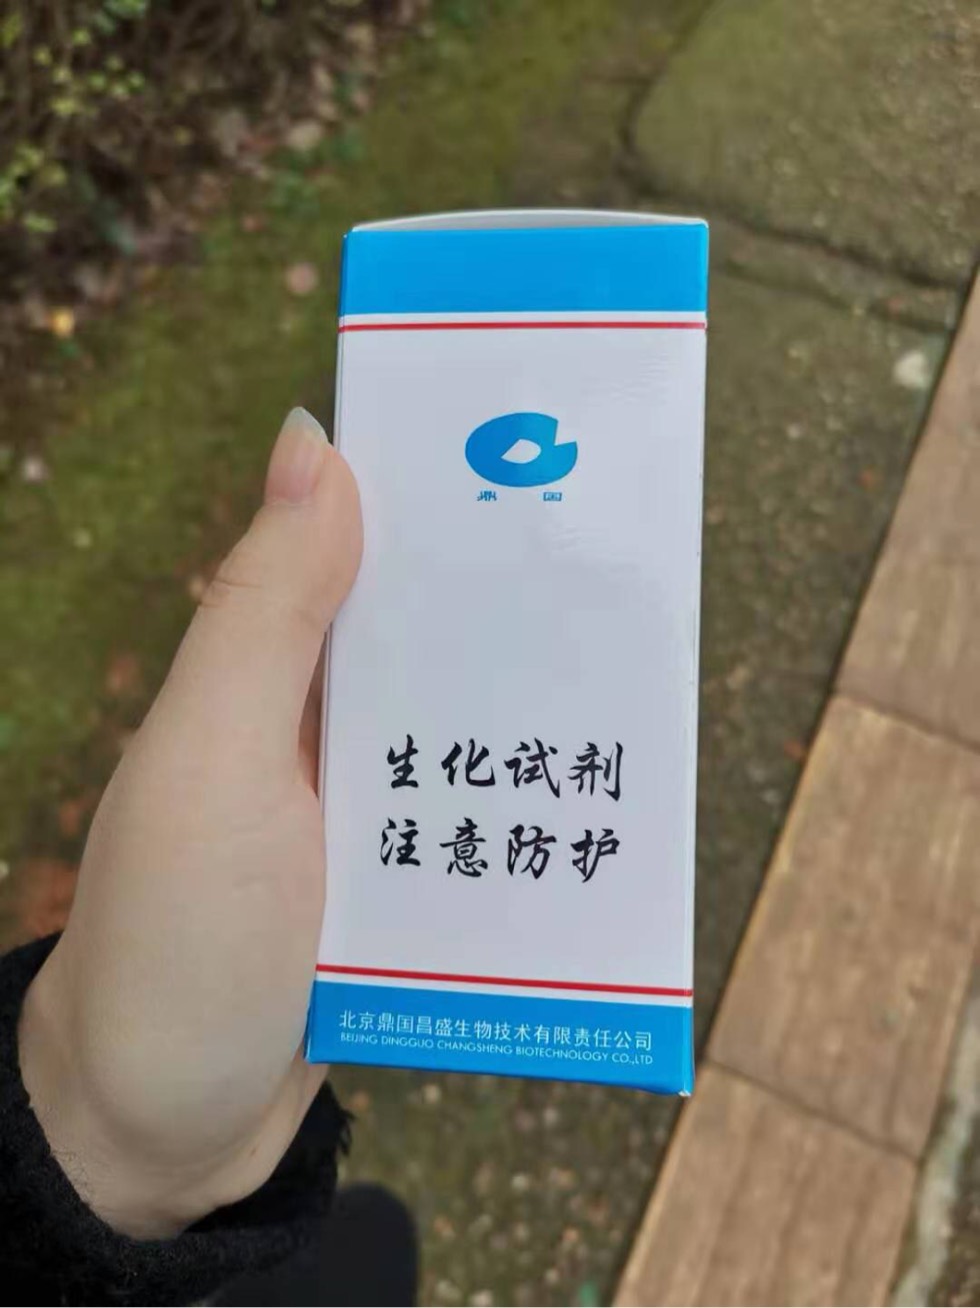 鼎国
生化试剂
注意防护
北京鼎国昌盛生物技术有限责任公司
BEIJING DINGGUO CHANGSHENG BIOTECHNOLOGY CO.,LTD